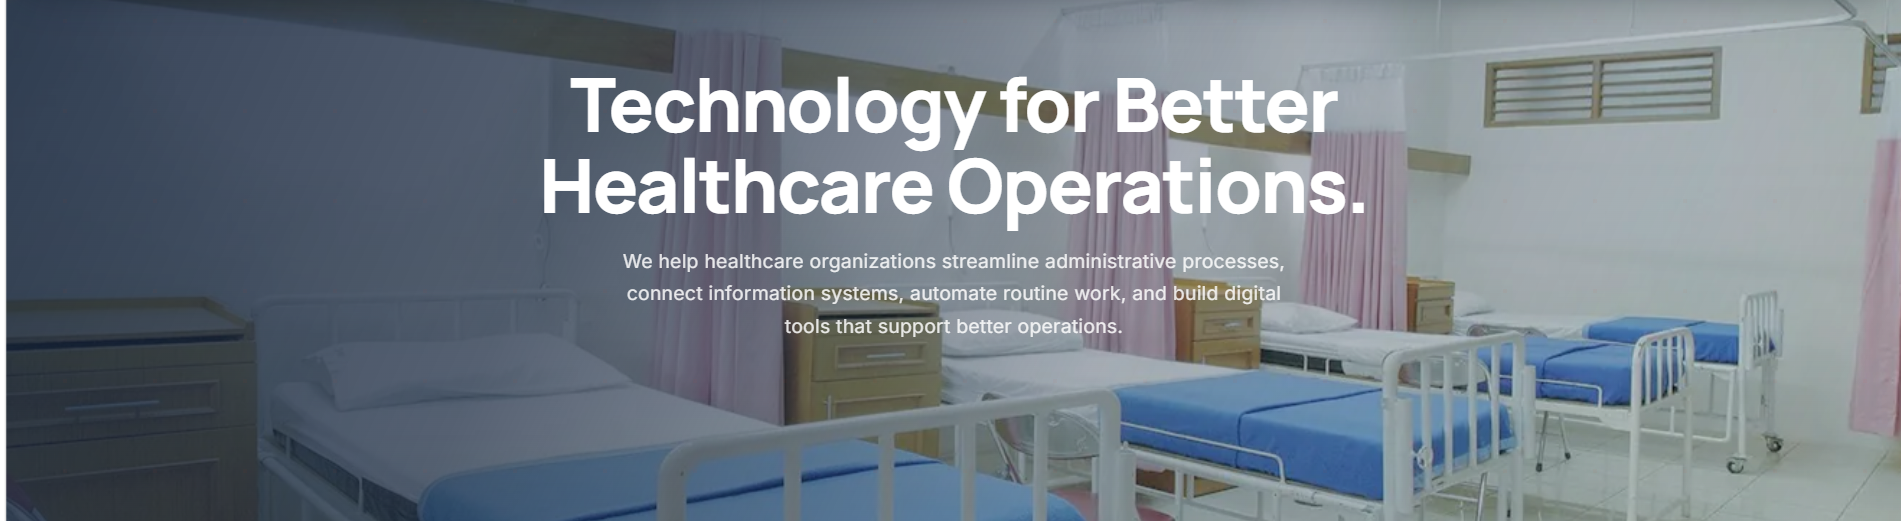 Technology for Better
Healthcare Operations.
We help healthcare organizations streamline administrative processes,
connect information systems, automate routine work, and build digital
tools that support better operations.